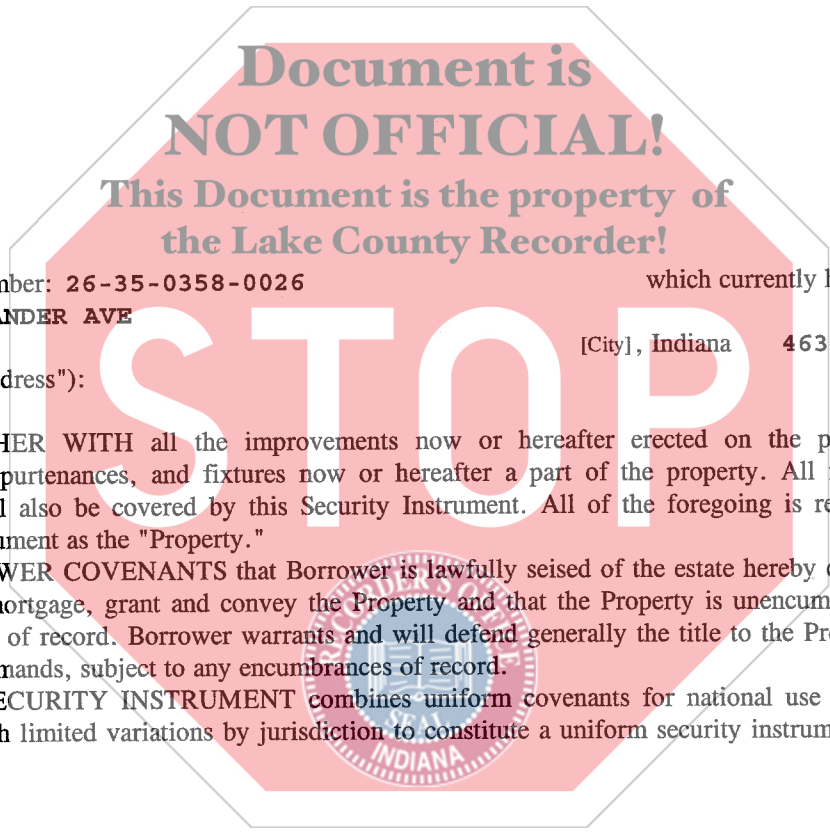 Document is
NOT OFFICIAL!
This Document is the property of
the Lake County Recorder!
mber: 26-35-0358-0026 which currently h
ANDER AVE
[City], Indiana 463
dress"):
STOP
HER WITH all the improvements now or hereafter erected on the p
purtenances, and fixtures now or hereafter a part of the property. All
l also be covered by this Security Instrument. All of the foregoing is re
ument as the "Property."
WER COVENANTS that Borrower is lawfully seised of the estate hereby c
mortgage, grant and convey the Property and that the Property is unencum
of record. Borrower warrants and will defend generally the title to the Pro
mands, subject to any encumbrances of record.
ECURITY INSTRUMENT combines uniform covenants for national use
h limited variations by jurisdiction to constitute a uniform security instrum
RECORDER'S OFFICE
SEAL
INDIANA